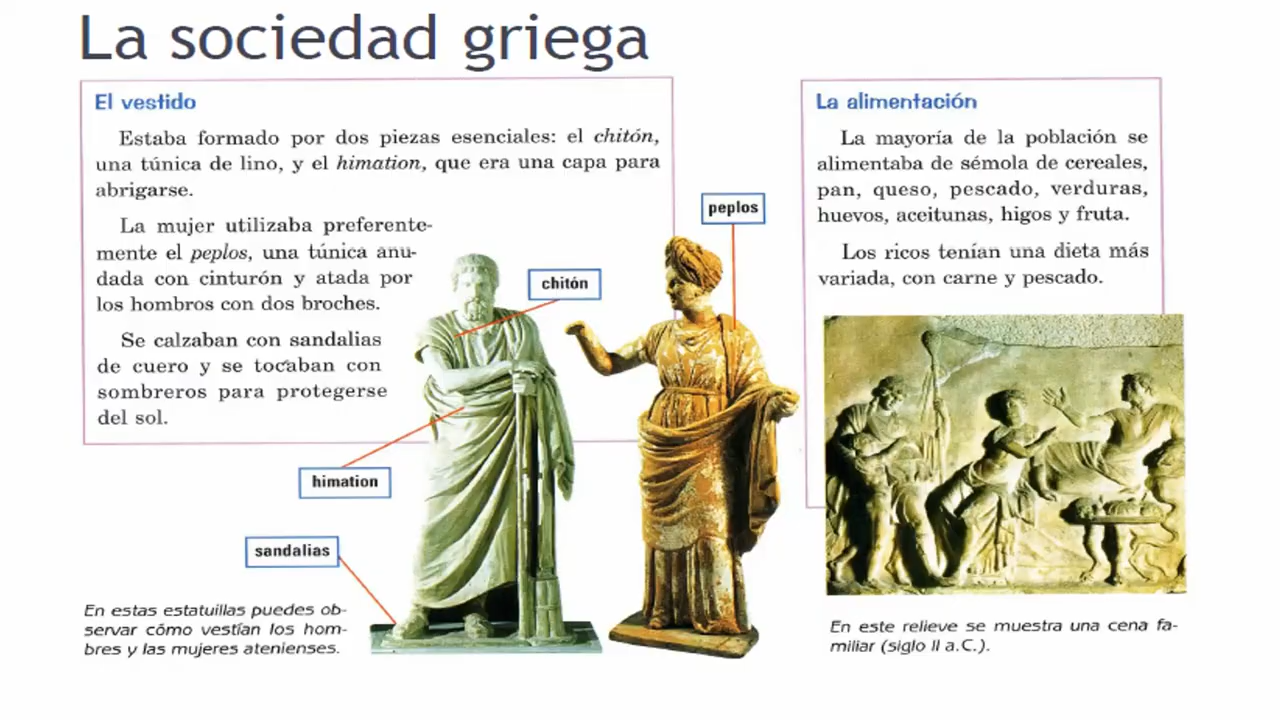 La sociedad griega
El vestido
Estaba formado por dos piezas esenciales: el chitón,
una túnica de lino, y el himation, que era una capa para
abrigarse.
La mujer utilizaba preferente-
mente el peplos, una túnica anu-
dada con cinturón y atada por
los hombros con dos broches.
Se calzaban con sandalias
de cuero y se tocaban con
sombreros para protegerse
del sol.
chitón
peplos
himation
sandalias
En estas estatuillas puedes ob-
servar cómo vestían los hom-
bres y las mujeres atenienses.
La alimentación
La mayoría de la población se
alimentaba de sémola de cereales,
pan, queso, pescado, verduras,
huevos, aceitunas, higos y fruta.
Los ricos tenían una dieta más
variada, con carne y pescado.
En este relieve se muestra una cena fa-
miliar (siglo II a.C.).